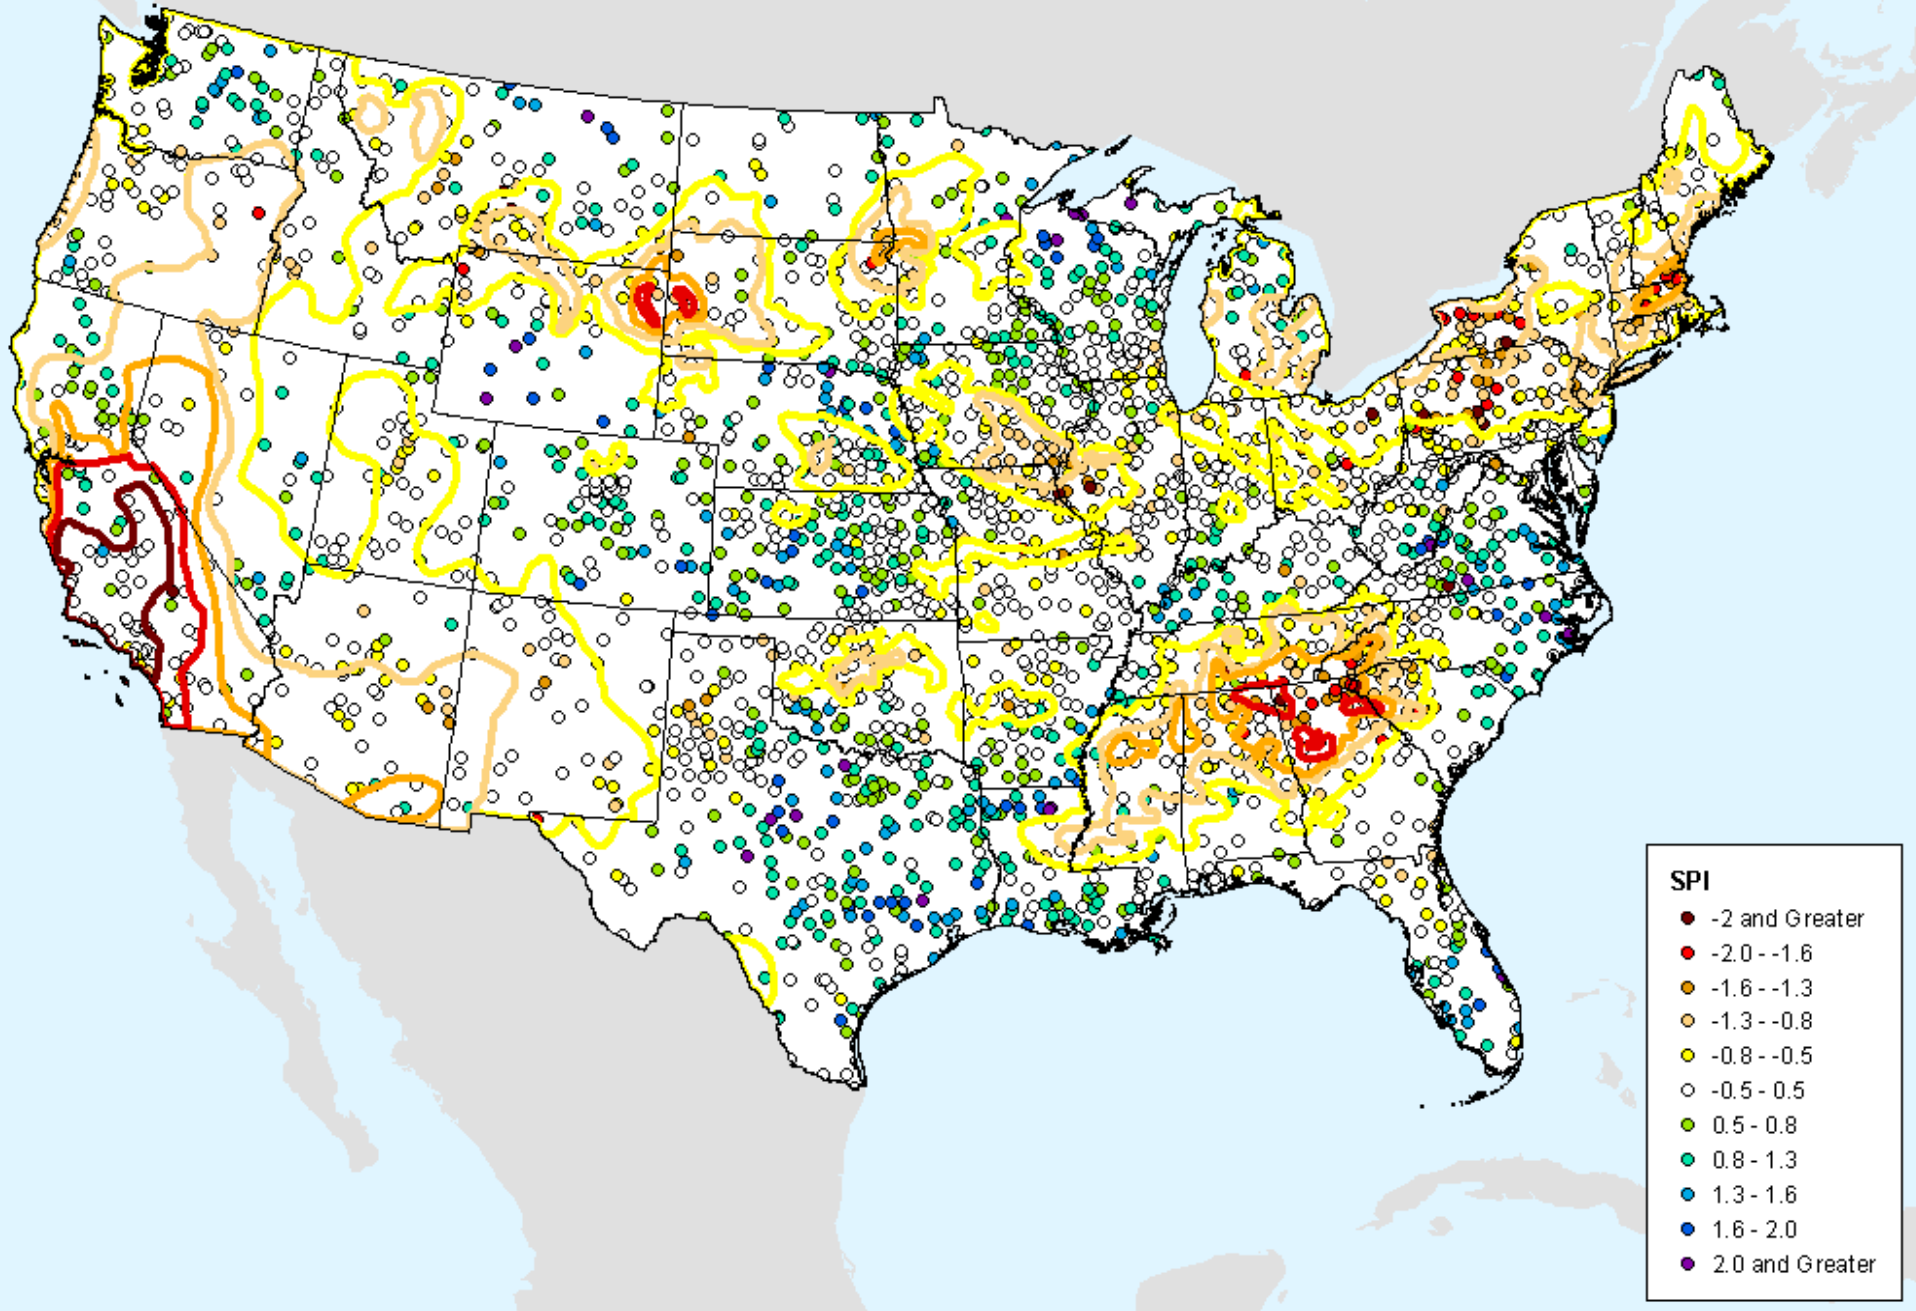 SPI
-2 and Greater
-2.0 - -1.6
-1.6 - -1.3
-1.3 - -0.8
-0.8 - -0.5
-0.5 - 0.5
0.5 - 0.8
0.8 - 1.3
1.3 - 1.6
1.6 - 2.0
2.0 and Greater